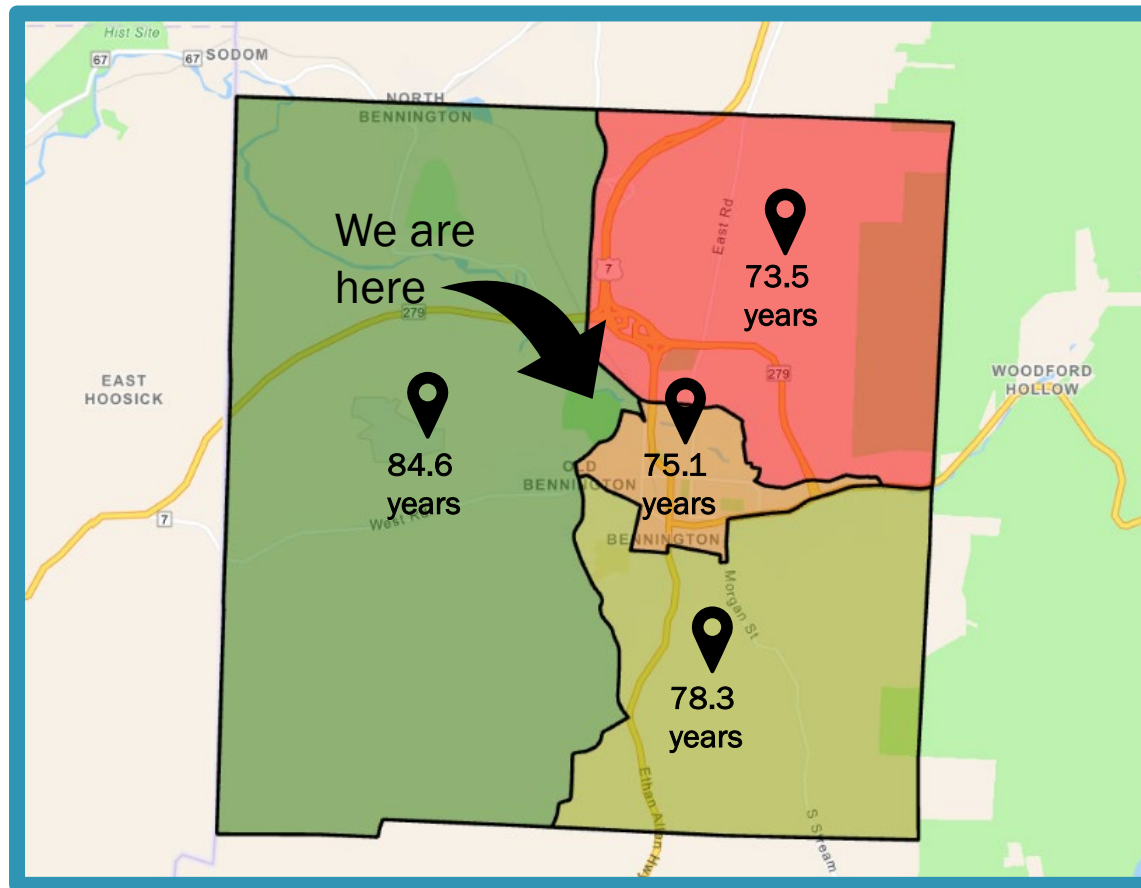 Hist Site
67
67
SODOM
NORTH
BENNINGTON
We are
here
East Rd
7
73.5
years
279
279
EAST
HOOSICK
WOODFORD
HOLLOW
84.6
years
75.1
years
OLD
BENNINGTON
West Rd
7
BENNINGTON
Morgan St
78.3
years
Ethan Allen Hwy
S Stream